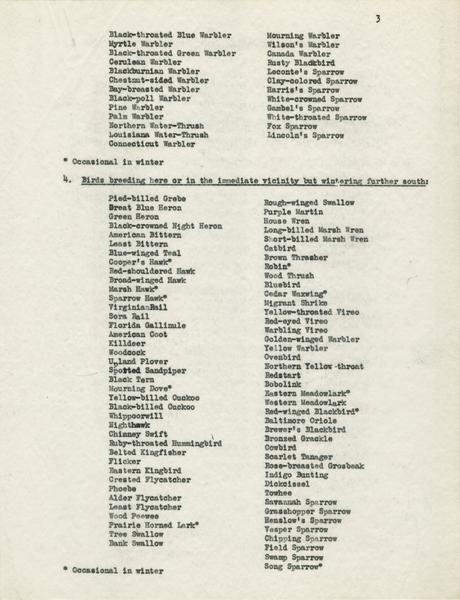 3
Black-throated Blue Warbler
Myrtle Warbler
Black-throated Green Warbler
Cerulean Warbler
Blackburnian Warbler
Chestnut-sided Warbler
Bay-breasted Warbler
Black-poll Warbler
Pine Warbler
Palm Warbler
Northern Water-Thrush
Louisiana Water-Thrush
Connecticut Warbler
Mourning Warbler
Wilson's Warbler
Canada Warbler
Rusty Blackbird
Leconte's Sparrow
Clay-colored Sparrow
Harris's Sparrow
White-crowned Sparrow
Gambel's Sparrow
White-throated Sparrow
Fox Sparrow
Lincoln's Sparrow
* Occasional in winter
4. Birds breeding here or in the immediate vicinity but wintering further south:
Pied-billed Grebe
Great Blue Heron
Green Heron
Black-crowned Night Heron
American Bittern
Least Bittern
Blue-winged Teal
Cooper's Hawk*
Red-shouldered Hawk
Broad-winged Hawk
Marsh Hawk*
Sparrow Hawk*
Virginia Rail
Sora Rail
Florida Gallinule
American Coot
Killdeer
Woodcock
Upland Plover
Spotted Sandpiper
Black Tern
Mourning Dove*
Yellow-billed Cuckoo
Black-billed Cuckoo
Whippoorwill
Nighthawk
Chimney Swift
Ruby-throated Hummingbird
Belted Kingfisher
Flicker
Eastern Kingbird
Crested Flycatcher
Phoebe
Alder Flycatcher
Least Flycatcher
Wood Peewee
Prairie Horned Lark*
Tree Swallow
Bank Swallow
Rough-winged Swallow
Purple Martin
House Wren
Long-billed Marsh Wren
Short-billed Marsh Wren
Catbird
Brown Thrasher
Robin*
Wood Thrush
Bluebird
Cedar Waxwing*
Migrant Shrike
Yellow-throated Vireo
Red-eyed Vireo
Warbling Vireo
Golden-winged Warbler
Yellow Warbler
Ovenbird
Northern Yellow-throat
Redstart
Bobolink
Eastern Meadowlark*
Western Meadowlark
Red-winged Blackbird*
Baltimore Oriole
Brewer's Blackbird
Bronzed Grackle
Cowbird
Scarlet Tanager
Rose-breasted Grosbeak
Indigo Bunting
Dickcissel
Towhee
Savannah Sparrow
Grasshopper Sparrow
Henslow's Sparrow
Vesper Sparrow
Chipping Sparrow
Field Sparrow
Swamp Sparrow
Song Sparrow*
* Occasional in winter